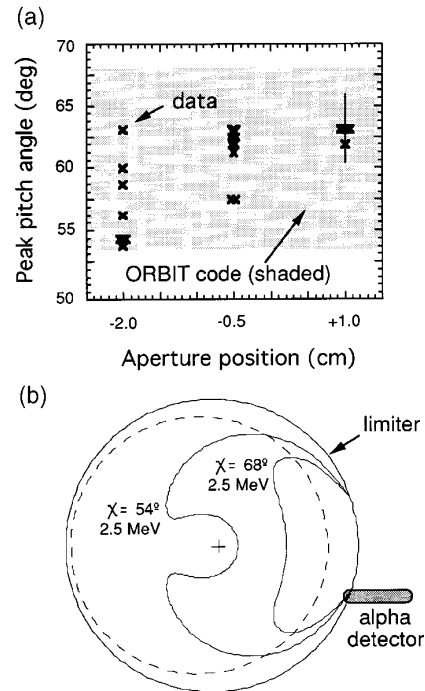 (a)
70
65
60
55
50
Peak pitch angle (deg)
data
ORBIT code (shaded)
-2.0 -0.5 +1.0
Aperture position (cm)
(b)
limiter
χ = 54º
2.5 MeV
χ = 68º
2.5 MeV
alpha
detector